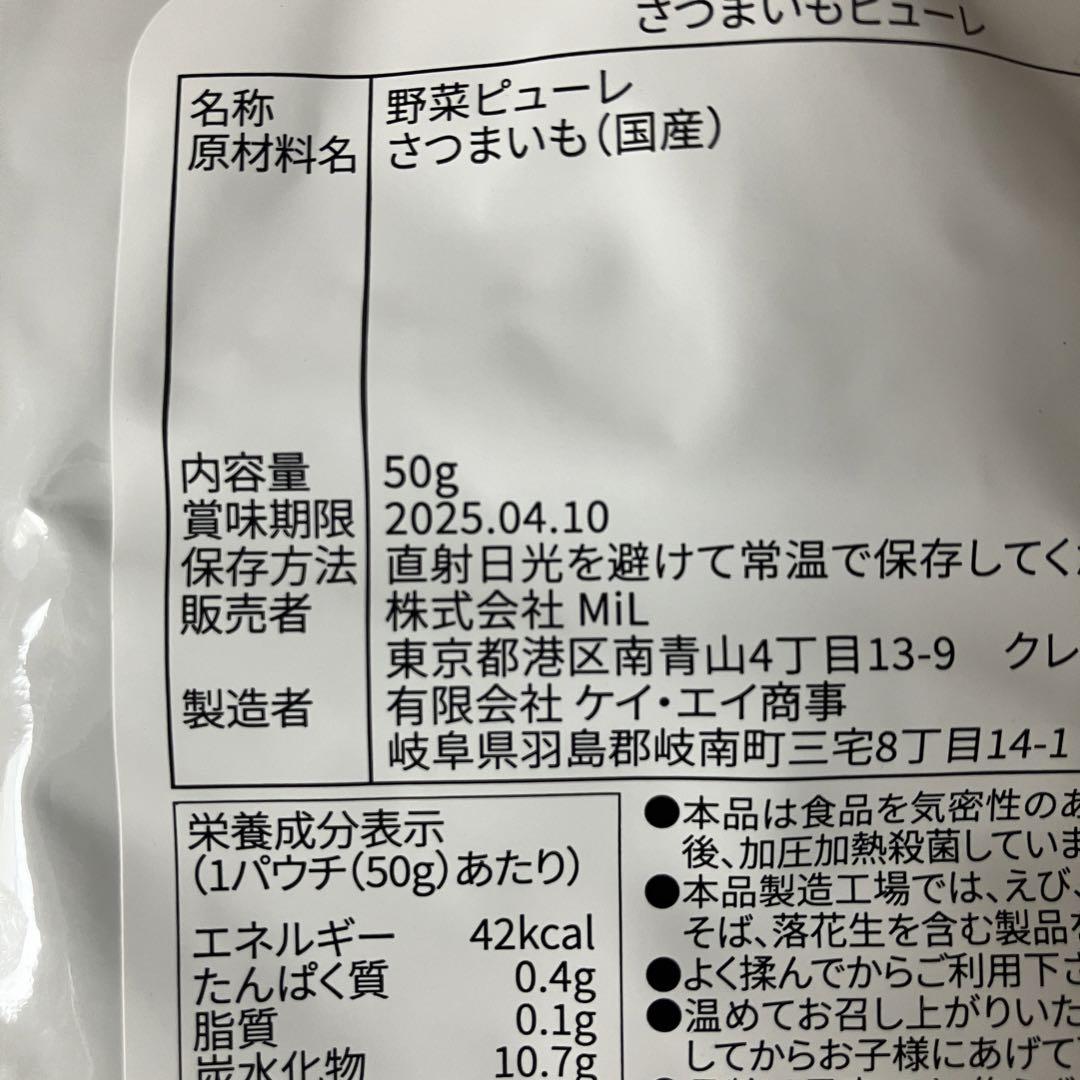 さつまいもピューレ
名称 野菜ピューレ
原材料名 さつまいも（国産）
内容量 50g
賞味期限 2025.04.10
保存方法 直射日光を避けて常温で保存してく
販売者 株式会社 MiL
東京都港区南青山4丁目13-9 クレ
製造者 有限会社 ケイ・エイ商事
岐阜県羽島郡岐南町三宅8丁目14-1
栄養成分表示
（1パウチ（50g）あたり）
エネルギー 42kcal
たんぱく質 0.4g
脂質 0.1g
炭水化物 10.7g
●本品は食品を気密性のあ
後、加圧加熱殺菌していま
●本品製造工場では、えび、
そば、落花生を含む製品を
●よく揉んでからご利用下さ
●温めてお召し上がりいた
してからお子様にあげて